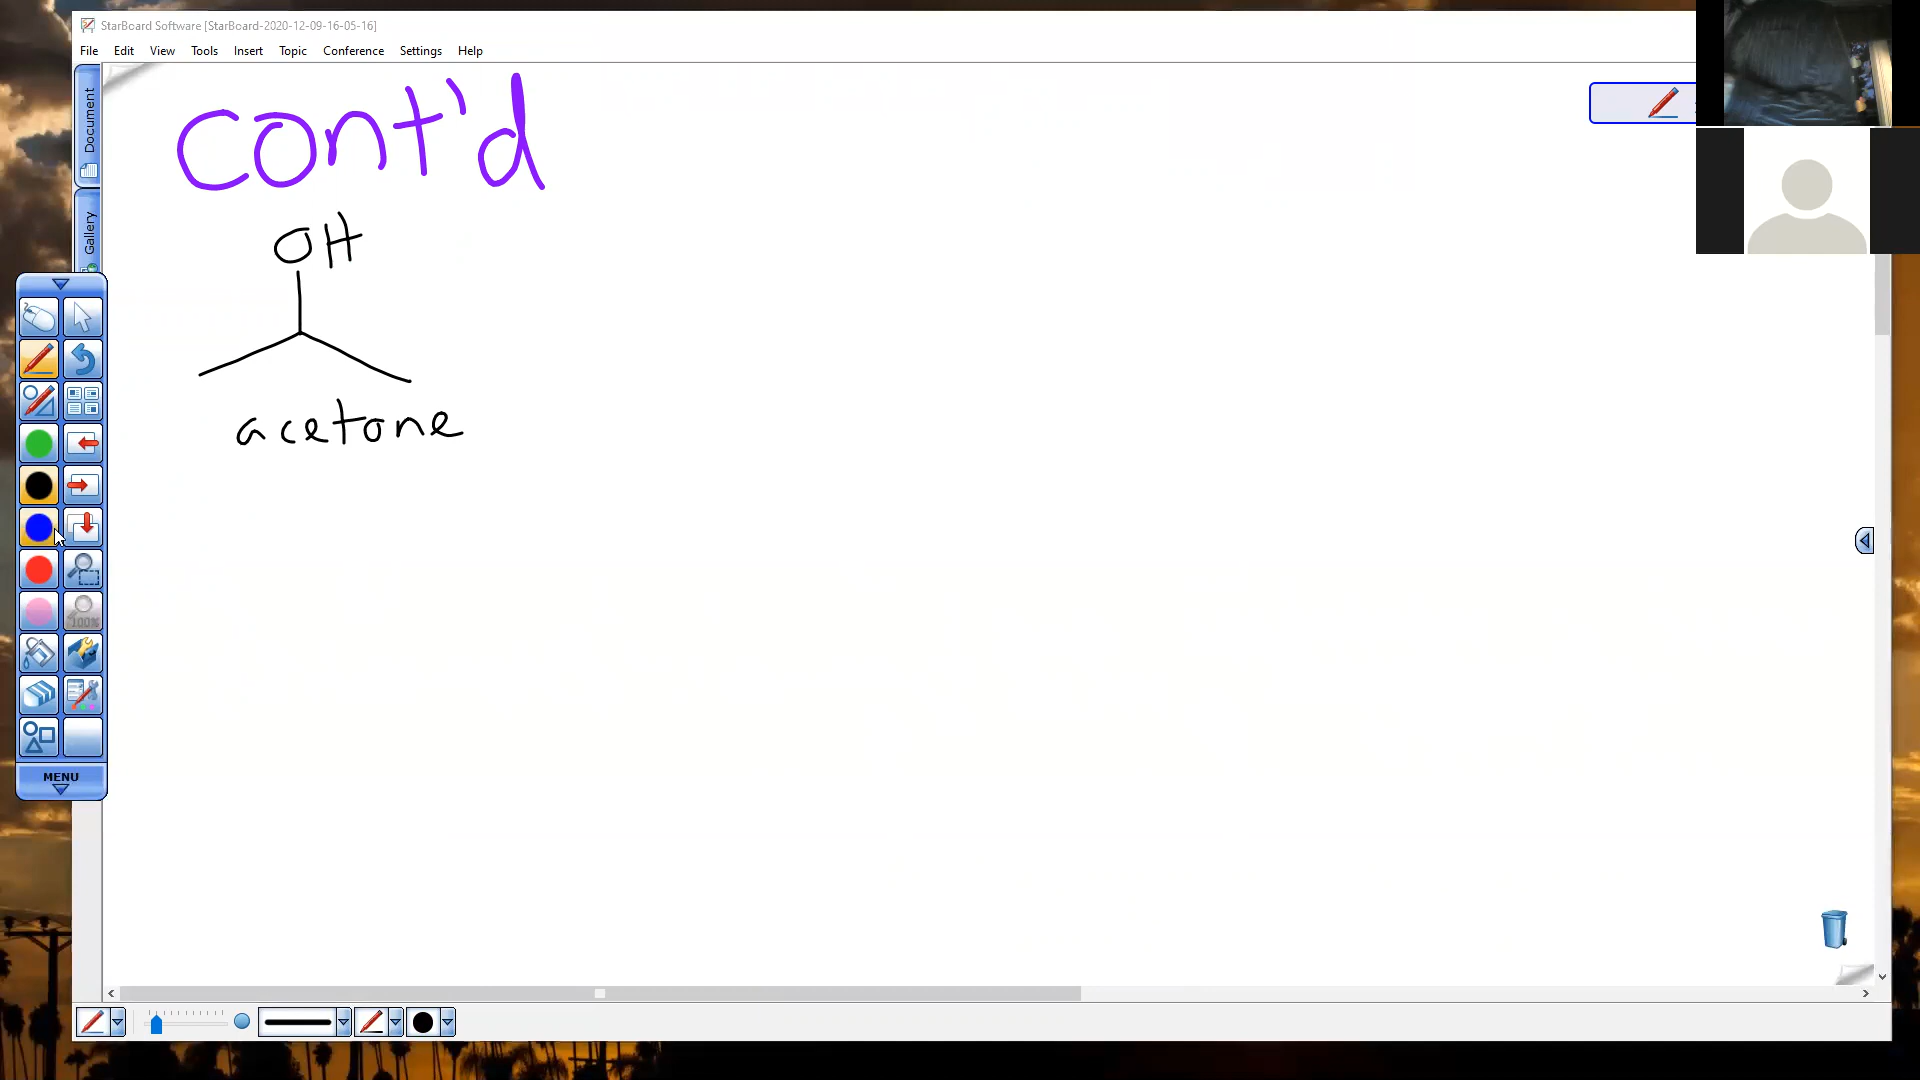 StarBoard Software [StarBoard-2020-12-09-16-05-16]
File Edit View Tools Insert Topic Conference Settings Help
Document
Gallery
cont'd
OH
acetone
100%
MENU